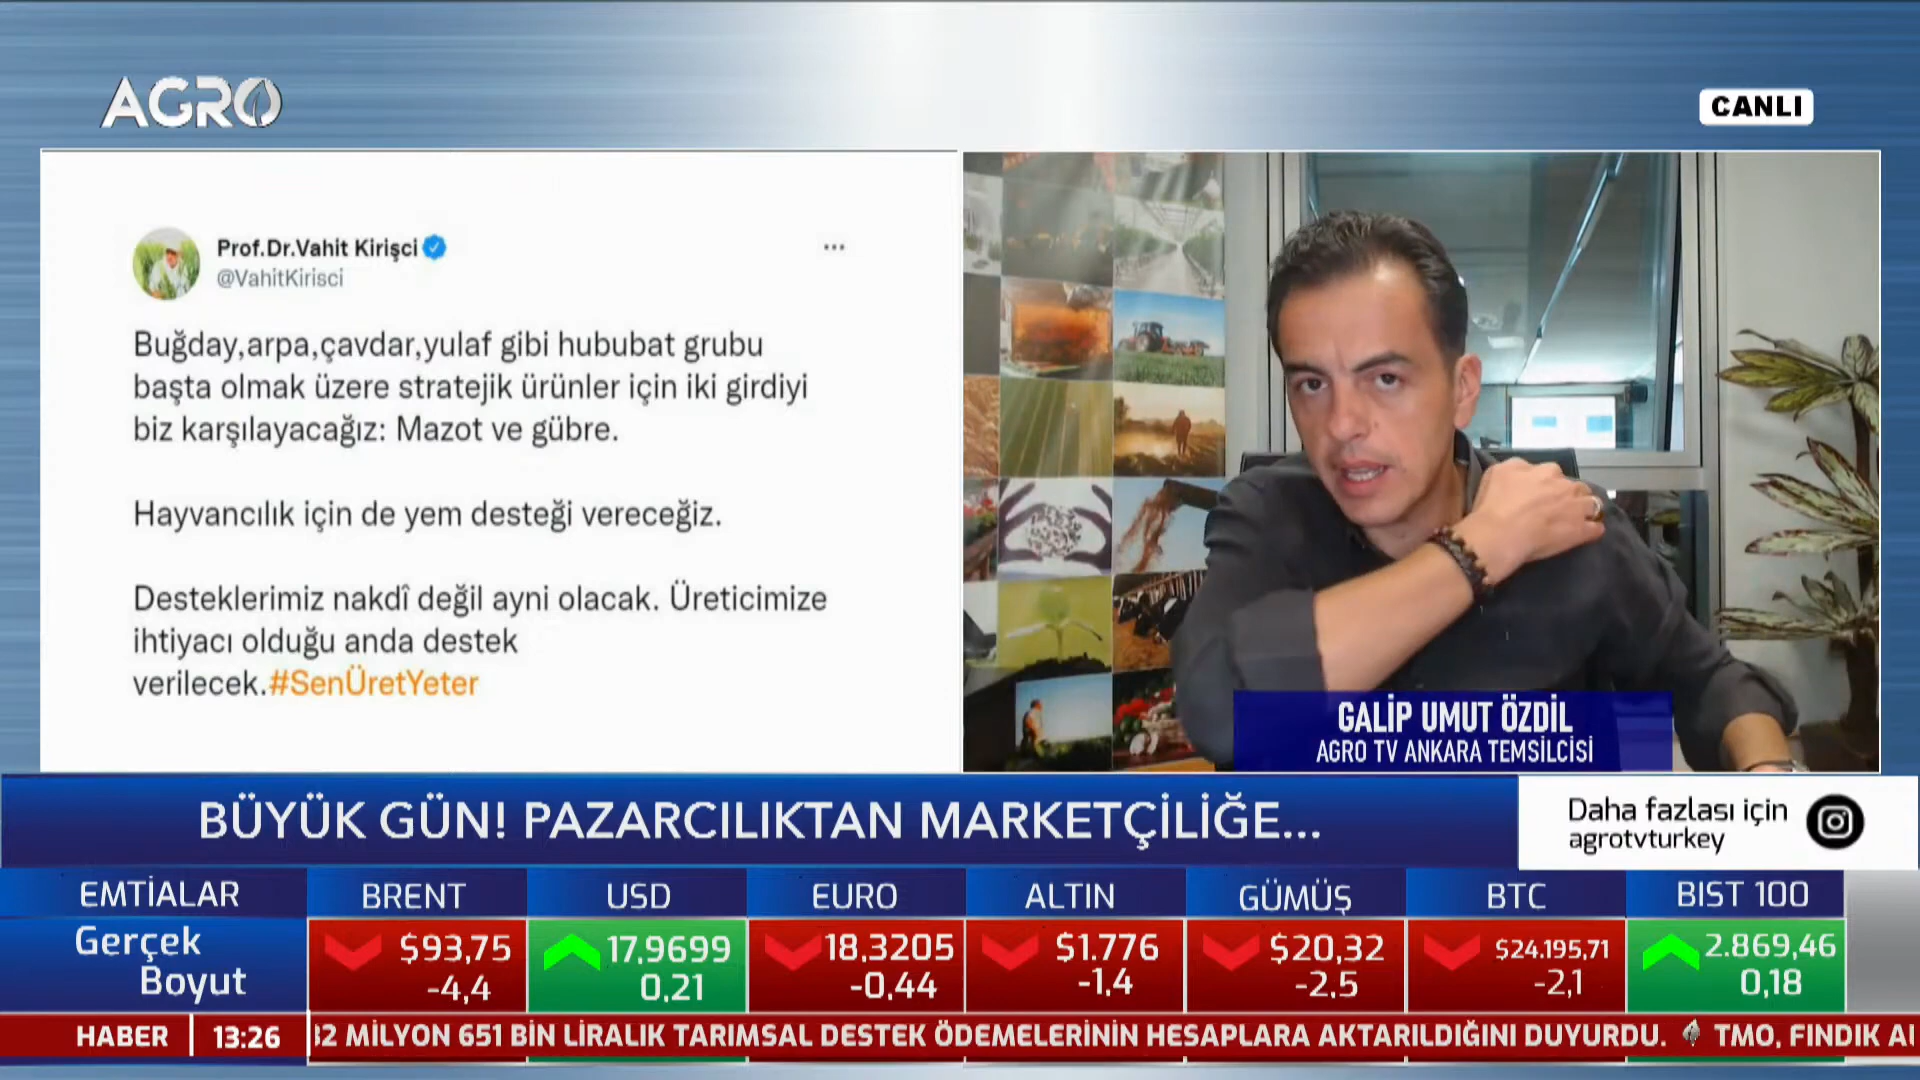 AGRO
CANLI
Prof.Dr.Vahit Kirişci
@VahitKirisci
Buğday,arpa,çavdar,yulaf gibi hububat grubu
başta olmak üzere stratejik ürünler için iki girdiyi
biz karşılayacağız: Mazot ve gübre.
Hayvancılık için de yem desteği vereceğiz.
Desteklerimiz nakdî değil ayni olacak. Üreticimize
ihtiyacı olduğu anda destek
verilecek.#SenÜretYeter
GALİP UMUT ÖZDİL
AGRO TV ANKARA TEMSİLCİSİ
BÜYÜK GÜN! PAZARCILIKTAN MARKETÇİLİĞE...
Daha fazlası için
agrotvturkey
EMTİALAR BRENT USD EURO ALTIN GÜMÜŞ BTC BIST 100
Gerçek $93,75 17,9699 18,3205 $1.776 $20,32 $24.195,71 2.869,46
Boyut -4,4 0,21 -0,44 -1,4 -2,5 -2,1 0,18
HABER 13:26 32 MİLYON 651 BİN LİRALIK TARIMSAL DESTEK ÖDEMELERİNİN HESAPLARA AKTARILDIĞINI DUYURDU. TMO, FINDIK